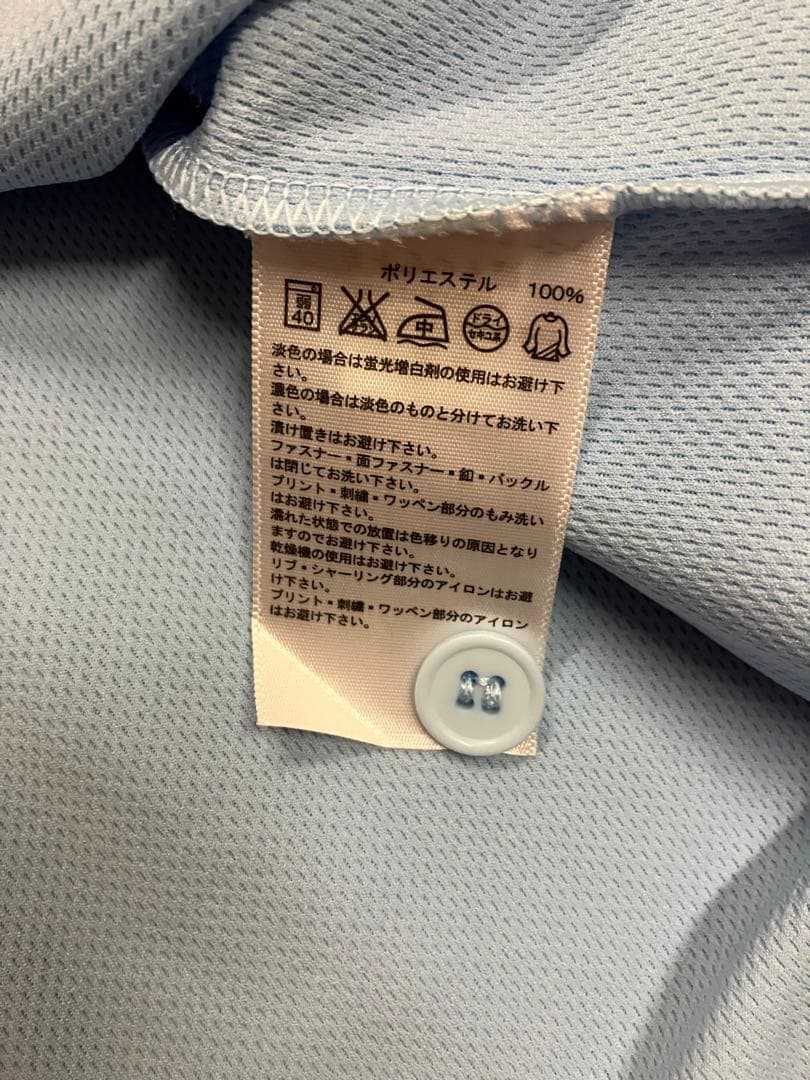 ポリエステル 100%
弱
40
エンソサラシ
中
ドライ
セキユ系
淡色の場合は蛍光増白剤の使用はお避け下
さい。
濃色の場合は淡色のものと分けてお洗い下
さい。
漬け置きはお避け下さい。
ファスナー・面ファスナー・釦・バックル
は閉じてお洗い下さい。
プリント・刺繍・ワッペン部分のもみ洗い
はお避け下さい。
濡れた状態での放置は色移りの原因となり
ますのでお避け下さい。
乾燥機の使用はお避け下さい。
リブ・シャーリング部分のアイロンはお避
け下さい。
プリント・刺繍・ワッペン部分のアイロン
はお避け下さい。